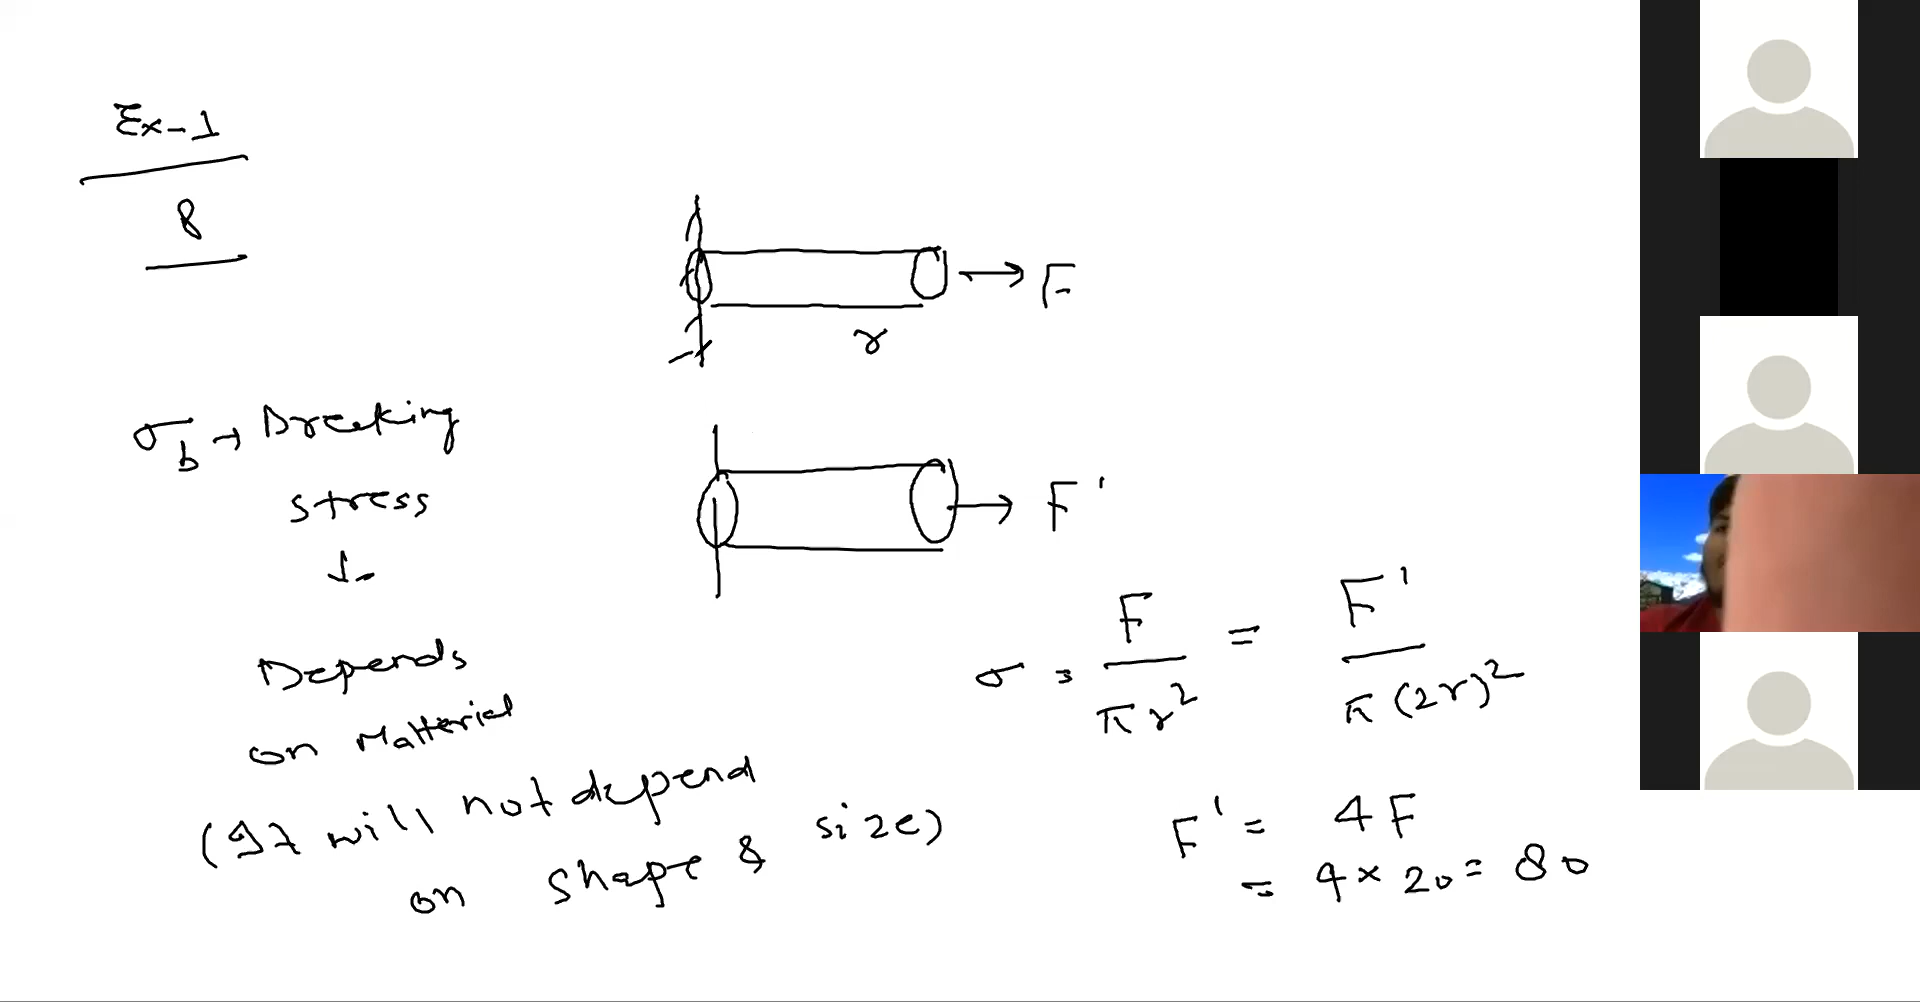 Ex-1
8
F
r
σb → Breaking
stress
F'
↓
Depends
on Matterial
(It will not depend
on shape & size)
σ = F/πr² = F'/π(2r)²
F' = 4F
= 4 × 20 = 80